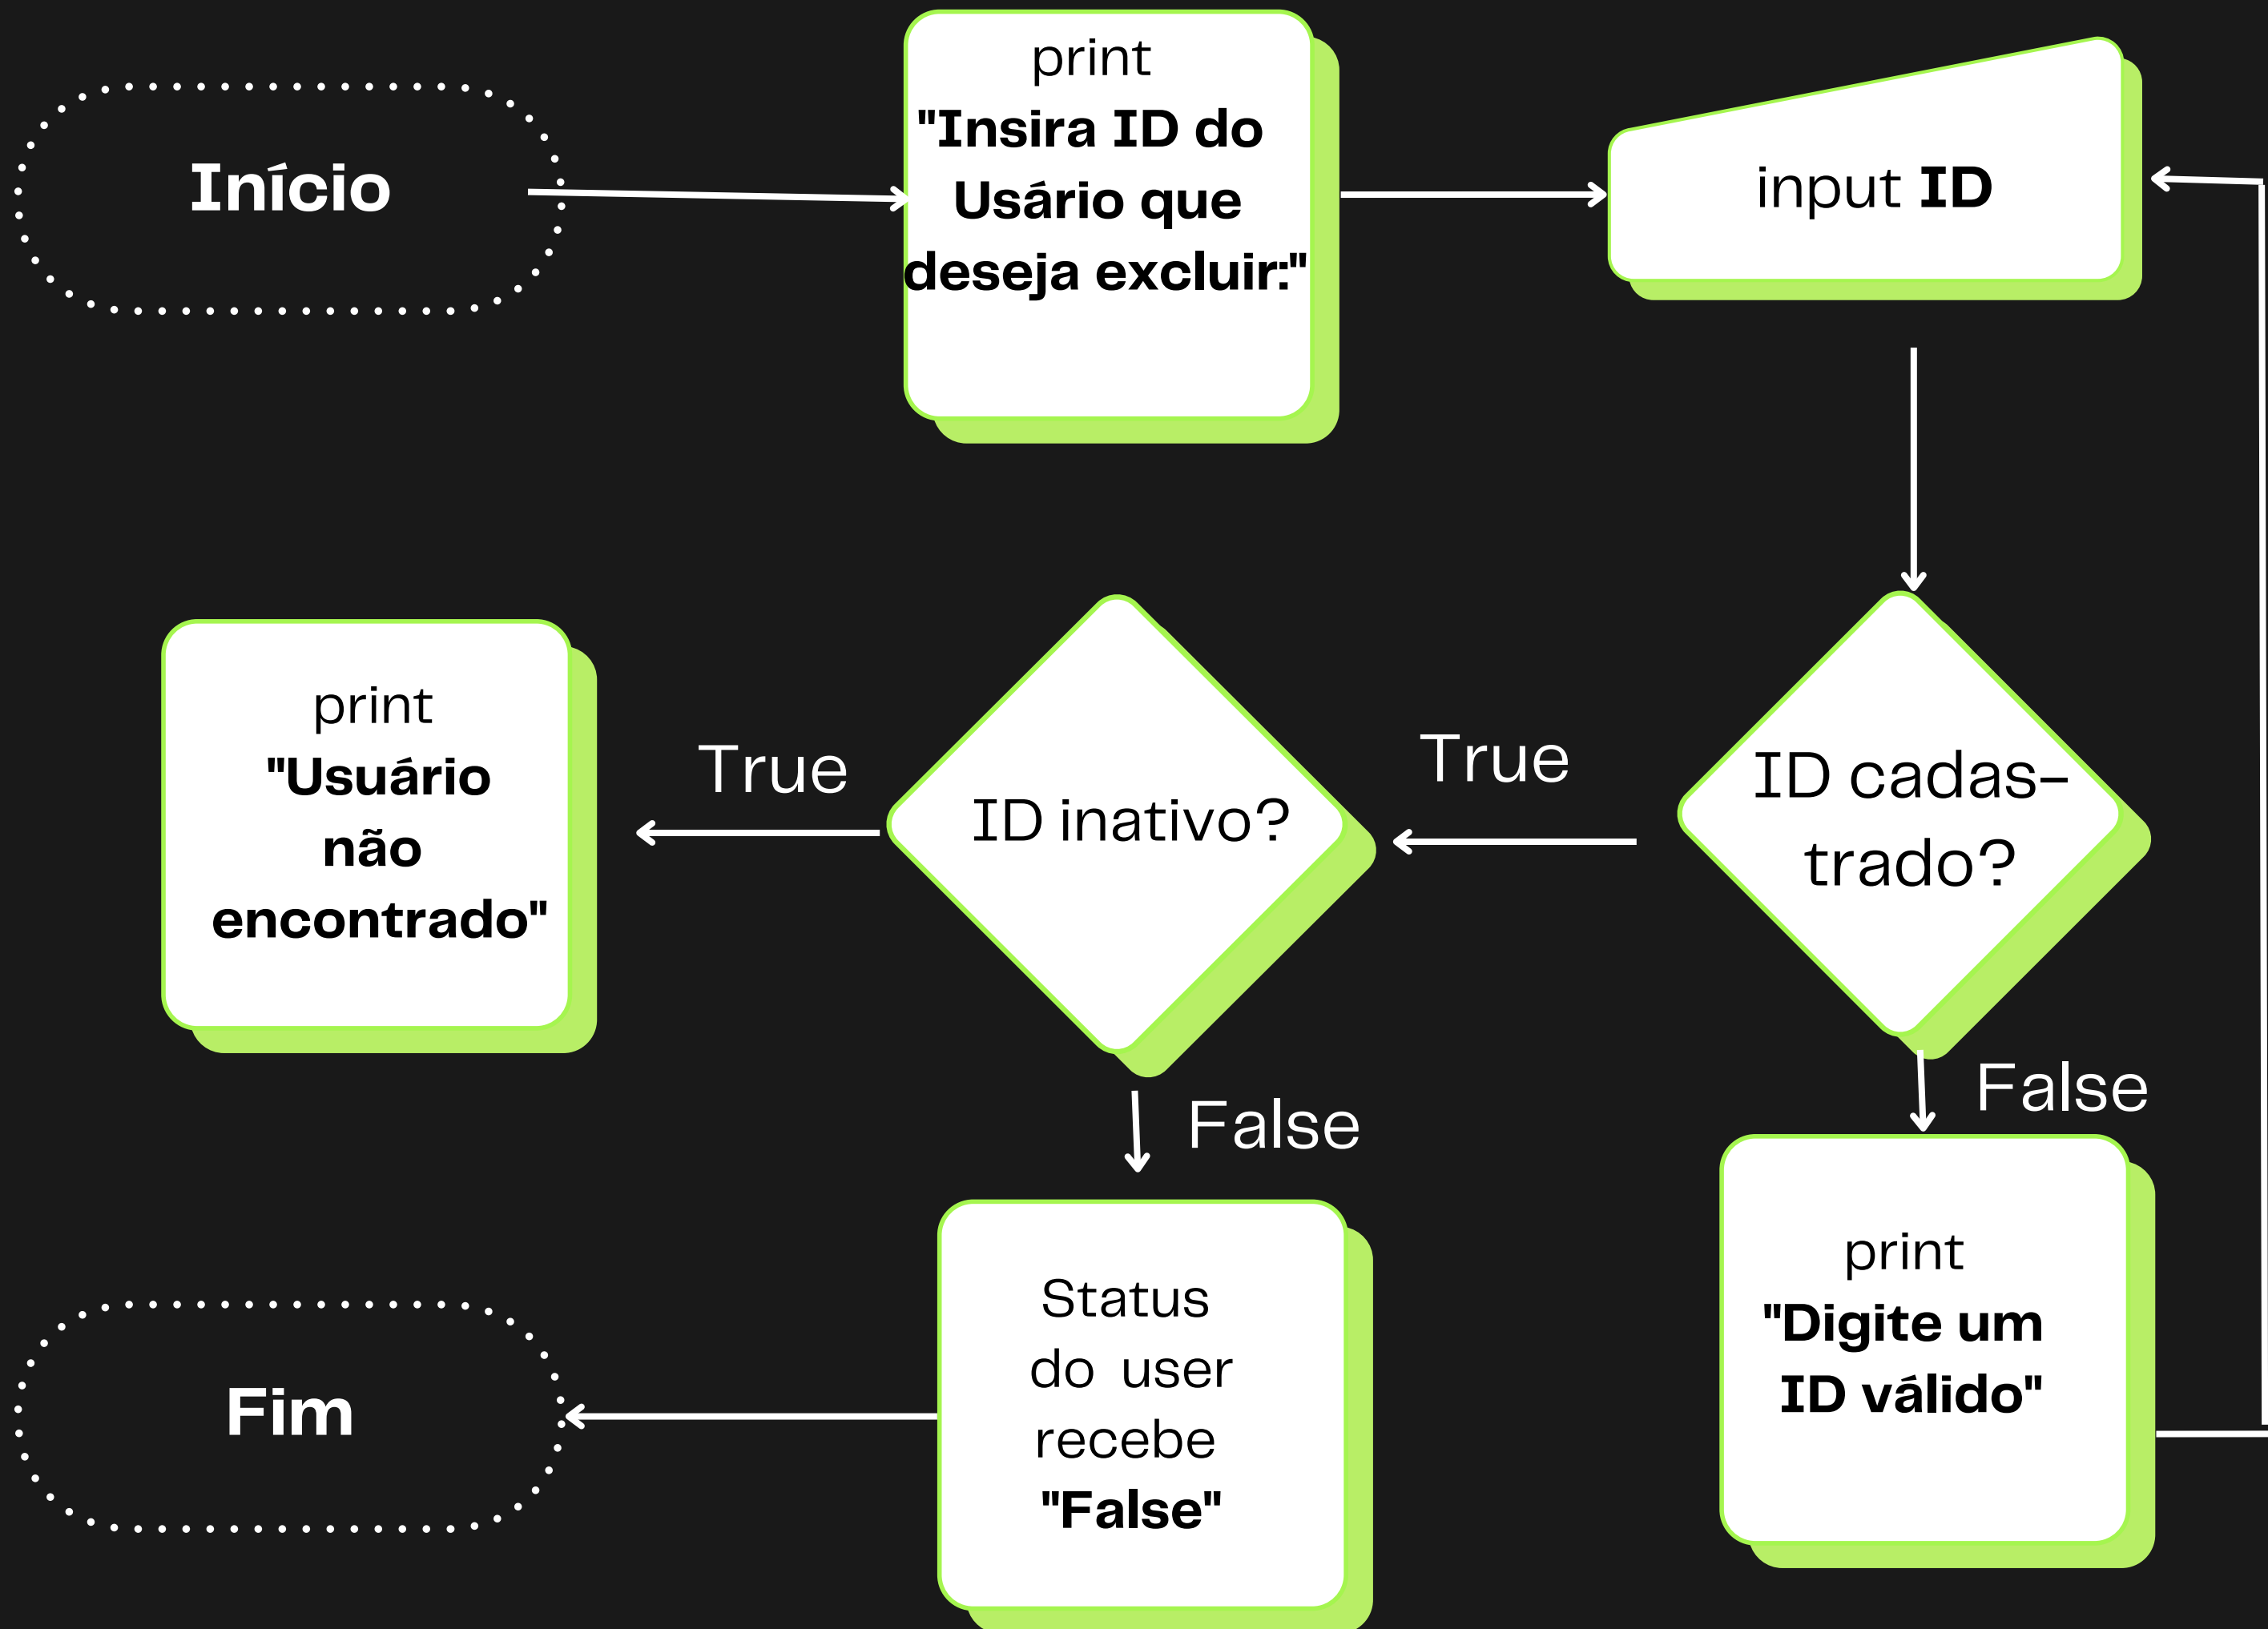 Início
print
"Insira ID do
Usário que
deseja excluir:"
input ID
print
"Usuário
não
encontrado"
True
ID inativo?
True
ID cadas-
trado?
False
False
Fim
Status
do user
recebe
"False"
print
"Digite um
ID válido"